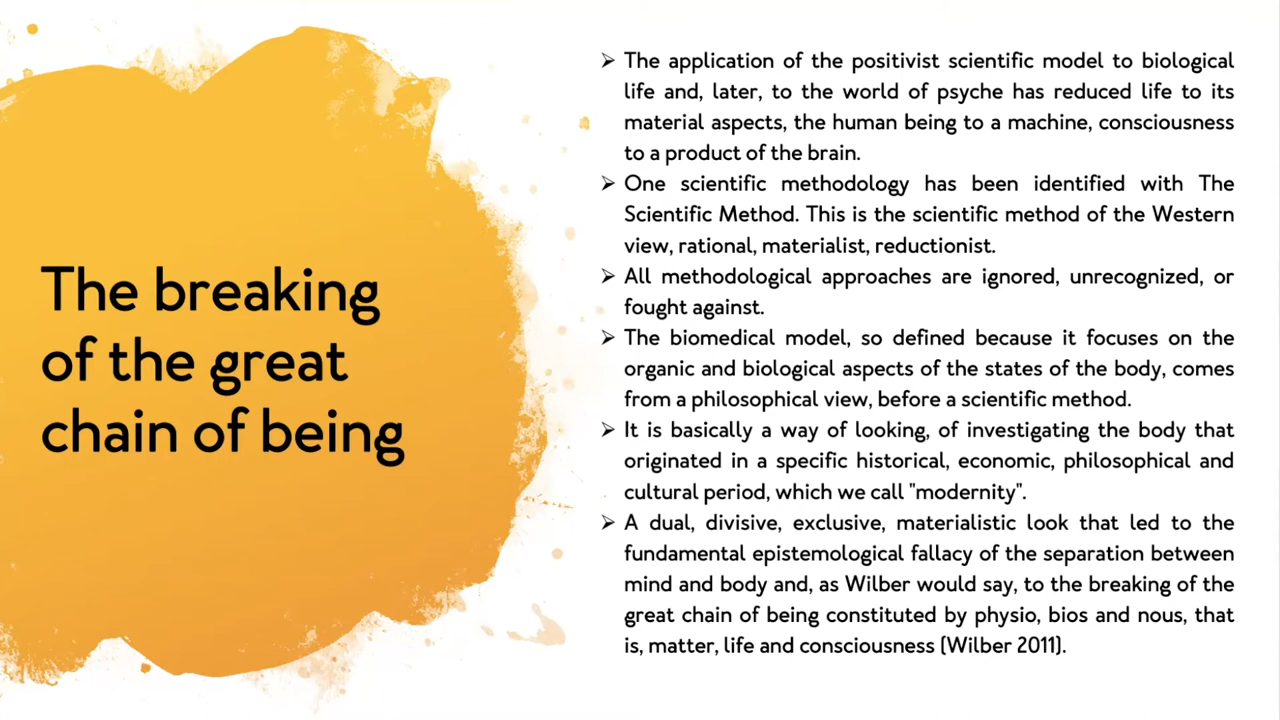 The breaking
of the great
chain of being
➢ The application of the positivist scientific model to biological
life and, later, to the world of psyche has reduced life to its
material aspects, the human being to a machine, consciousness
to a product of the brain.
➢ One scientific methodology has been identified with The
Scientific Method. This is the scientific method of the Western
view, rational, materialist, reductionist.
➢ All methodological approaches are ignored, unrecognized, or
fought against.
➢ The biomedical model, so defined because it focuses on the
organic and biological aspects of the states of the body, comes
from a philosophical view, before a scientific method.
➢ It is basically a way of looking, of investigating the body that
originated in a specific historical, economic, philosophical and
cultural period, which we call "modernity".
➢ A dual, divisive, exclusive, materialistic look that led to the
fundamental epistemological fallacy of the separation between
mind and body and, as Wilber would say, to the breaking of the
great chain of being constituted by physio, bios and nous, that
is, matter, life and consciousness (Wilber 2011).